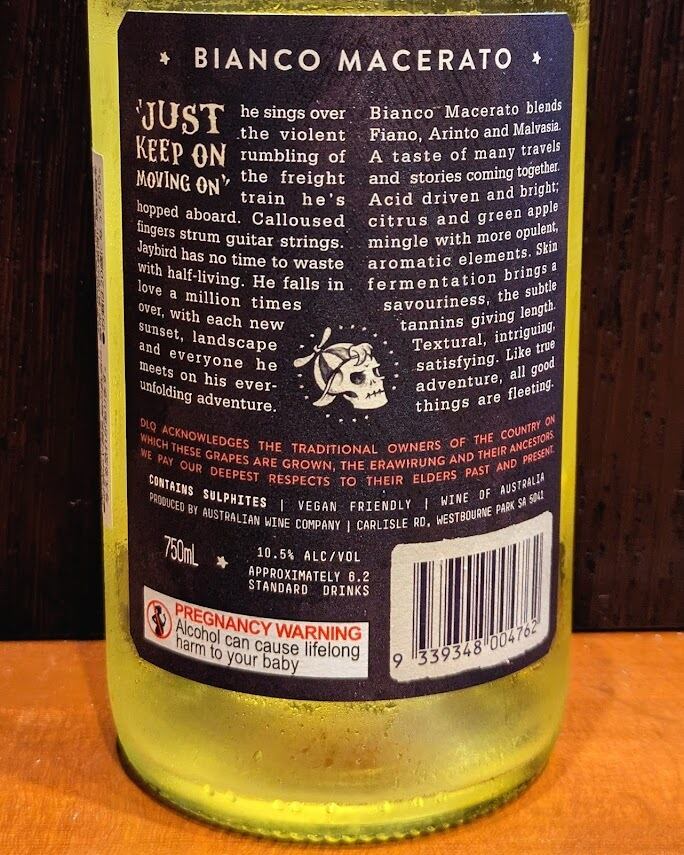 BIANCO MACERATO
'JUST
KEEP ON
MOVING ON'
he sings over
the violent
rumbling of
the freight
train he's
hopped aboard. Calloused
fingers strum guitar strings.
Jaybird has no time to waste
with half-living. He falls in
love a million times
over, with each new
sunset, landscape
and everyone he
meets on his ever-
unfolding adventure.
Bianco Macerato blends
Fiano, Arinto and Malvasia.
A taste of many travels
and stories coming together.
Acid driven and bright;
citrus and green apple
mingle with more opulent,
aromatic elements. Skin
fermentation brings a
savouriness, the subtle
tannins giving length.
Textural, intriguing,
satisfying. Like true
adventure, all good
things are fleeting.
DLQ ACKNOWLEDGES THE TRADITIONAL OWNERS OF THE COUNTRY ON
WHICH THESE GRAPES ARE GROWN, THE ERAWIRUNG AND THEIR ANCESTORS.
WE PAY OUR DEEPEST RESPECTS TO THEIR ELDERS PAST AND PRESENT.
CONTAINS SULPHITES | VEGAN FRIENDLY | WINE OF AUSTRALIA
PRODUCED BY AUSTRALIAN WINE COMPANY | CARLISLE RD, WESTBOURNE PARK SA 5041
750mL
10.5% ALC/VOL
APPROXIMATELY 6.2
STANDARD DRINKS
PREGNANCY WARNING
Alcohol can cause lifelong
harm to your baby
9 339348 004762